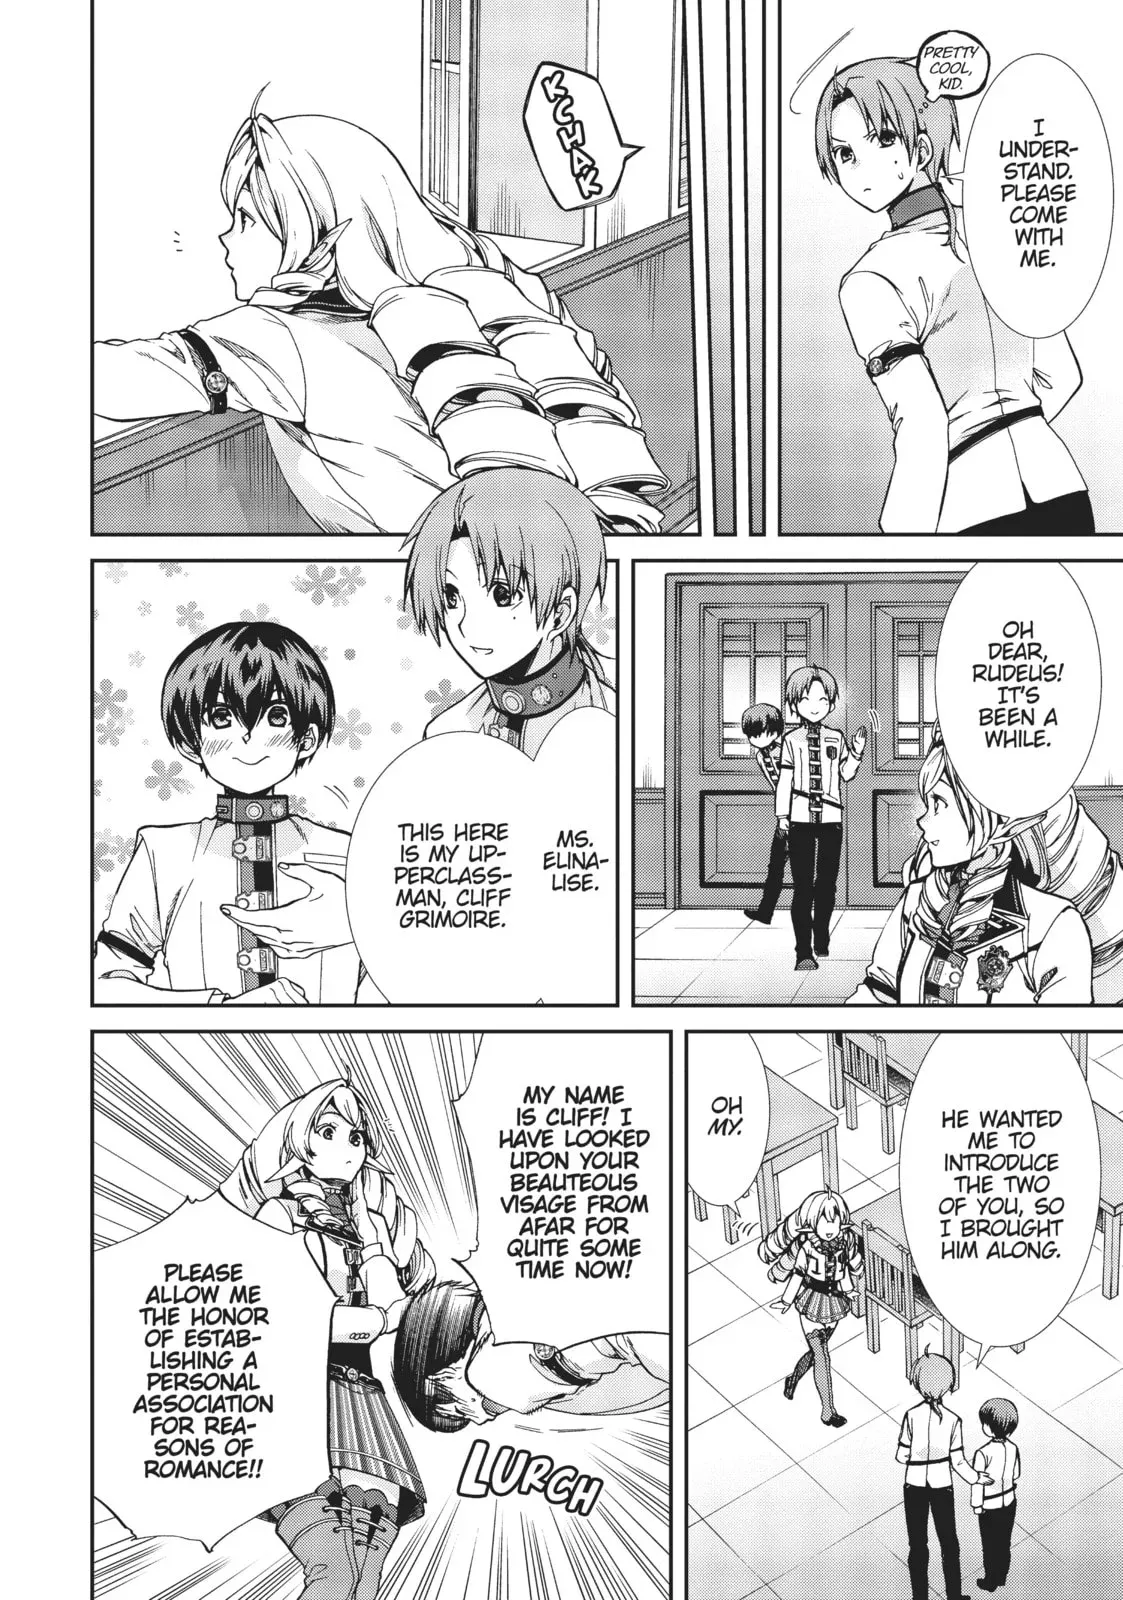 PRETTY
COOL,
KID.
I
UNDER-
STAND.
PLEASE
COME
WITH
ME.
KCHAK
OH
DEAR,
RUDEUS!
IT'S
BEEN A
WHILE.
MS.
ELINA-
LISE.
THIS HERE
IS MY UP-
PERCLASS-
MAN, CLIFF
GRIMOIRE.
HE WANTED
ME TO
INTRODUCE
THE TWO
OF YOU, SO
I BROUGHT
HIM ALONG.
OH
MY.
MY NAME
IS CLIFF! I
HAVE LOOKED
UPON YOUR
BEAUTEOUS
VISAGE FROM
AFAR FOR
QUITE SOME
TIME NOW!
LURCH
PLEASE
ALLOW ME
THE HONOR
OF ESTAB-
LISHING A
PERSONAL
ASSOCIATION
FOR REA-
SONS OF
ROMANCE!!